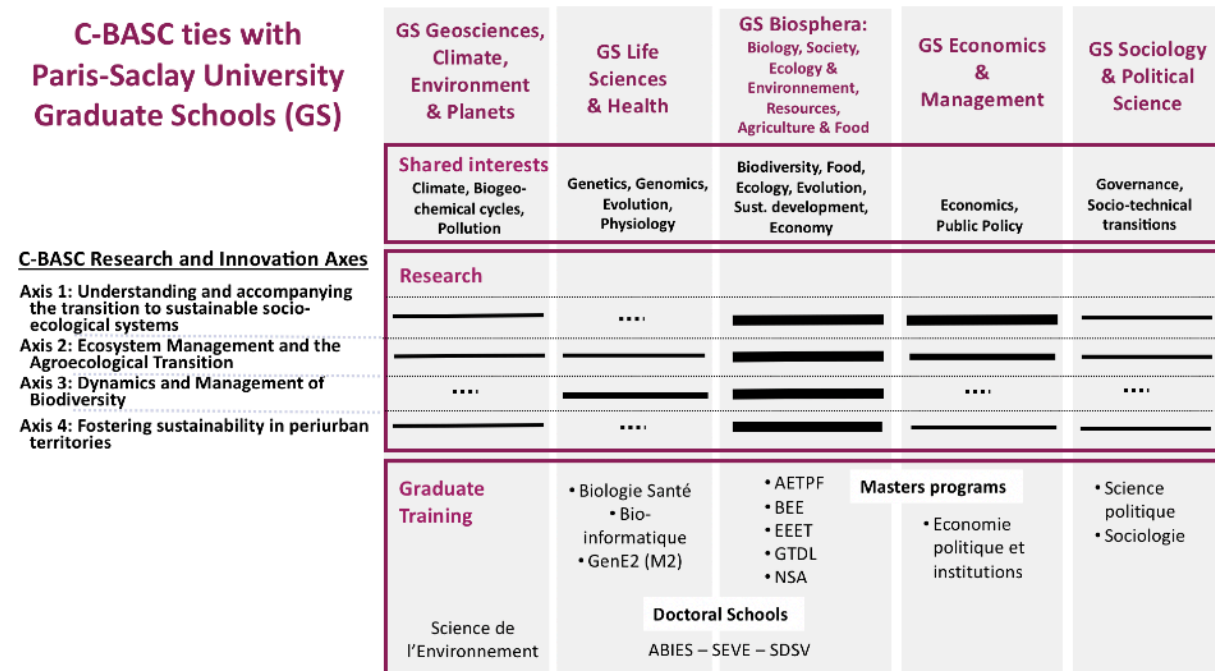 C-BASC ties with
Paris-Saclay University
Graduate Schools (GS)
GS Geosciences,
Climate,
Environment
& Planets
GS Life
Sciences
& Health
GS Biosphera:
Biology, Society,
Ecology &
Environnement,
Resources,
Agriculture & Food
GS Economics
&
Management
GS Sociology
& Political
Science
Shared interests
Climate, Biogeo-
chemical cycles,
Pollution
Genetics, Genomics,
Evolution,
Physiology
Biodiversity, Food,
Ecology, Evolution,
Sust. development,
Economy
Economics,
Public Policy
Governance,
Socio-technical
transitions
C-BASC Research and Innovation Axes
Research
Axis 1: Understanding and accompanying
the transition to sustainable socio-
ecological systems
Axis 2: Ecosystem Management and the
Agroecological Transition
Axis 3: Dynamics and Management of
Biodiversity
Axis 4: Fostering sustainability in periurban
territories
Graduate
Training
Masters programs
• Biologie Santé
• Bio-
informatique
• GenE2 (M2)
• AETPF
• BEE
• EEET
• GTDL
• NSA
• Economie
politique et
institutions
• Science
politique
• Sociologie
Doctoral Schools
Science de
l'Environnement
ABIES – SEVE – SDSV